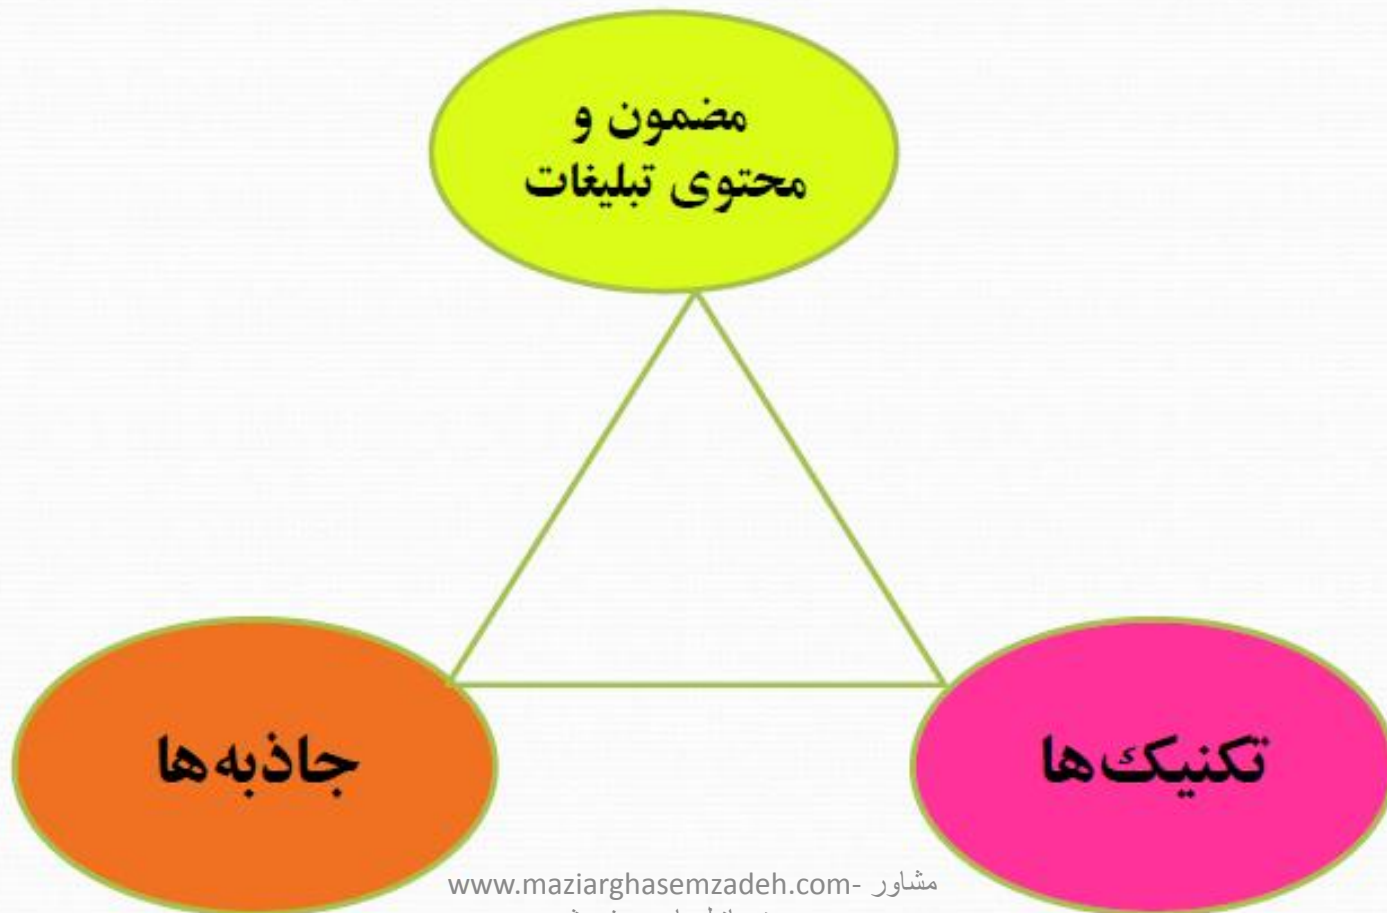 مضمون و
محتوی تبلیغات
جاذبه‌ها
تکنیک‌ها
www.maziarghasemzadeh.com- مشاور